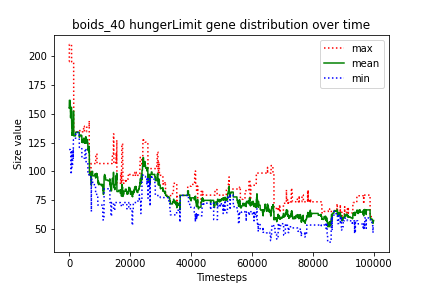 boids_40 hungerLimit gene distribution over time
max
mean
min
Size value
200
175
150
125
100
75
50
0
20000
40000
60000
80000
100000
Timesteps